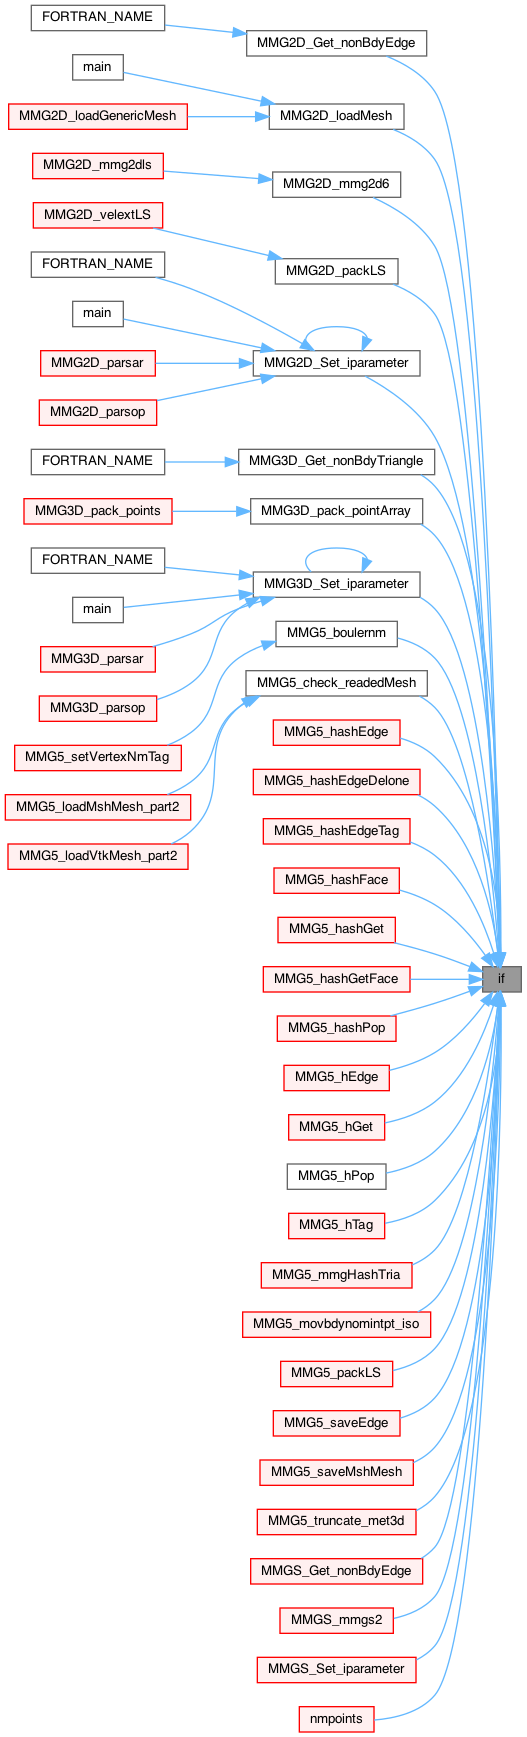 FORTRAN_NAME
MMG2D_Get_nonBdyEdge
main
MMG2D_loadGenericMesh
MMG2D_loadMesh
MMG2D_mmg2dls
MMG2D_mmg2d6
MMG2D_velextLS
FORTRAN_NAME
MMG2D_packLS
main
MMG2D_parsar
MMG2D_Set_iparameter
MMG2D_parsop
FORTRAN_NAME
MMG3D_Get_nonBdyTriangle
MMG3D_pack_points
MMG3D_pack_pointArray
FORTRAN_NAME
MMG3D_Set_iparameter
main
MMG5_boulernm
MMG3D_parsar
MMG5_check_readedMesh
MMG3D_parsop
MMG5_hashEdge
MMG5_setVertexNmTag
MMG5_hashEdgeDelone
MMG5_loadMshMesh_part2
MMG5_hashEdgeTag
MMG5_loadVtkMesh_part2
MMG5_hashFace
MMG5_hashGet
MMG5_hashGetFace
if
MMG5_hashPop
MMG5_hEdge
MMG5_hGet
MMG5_hPop
MMG5_hTag
MMG5_mmgHashTria
MMG5_movbdynomintpt_iso
MMG5_packLS
MMG5_saveEdge
MMG5_saveMshMesh
MMG5_truncate_met3d
MMGS_Get_nonBdyEdge
MMGS_mmgs2
MMGS_Set_iparameter
nmpoints